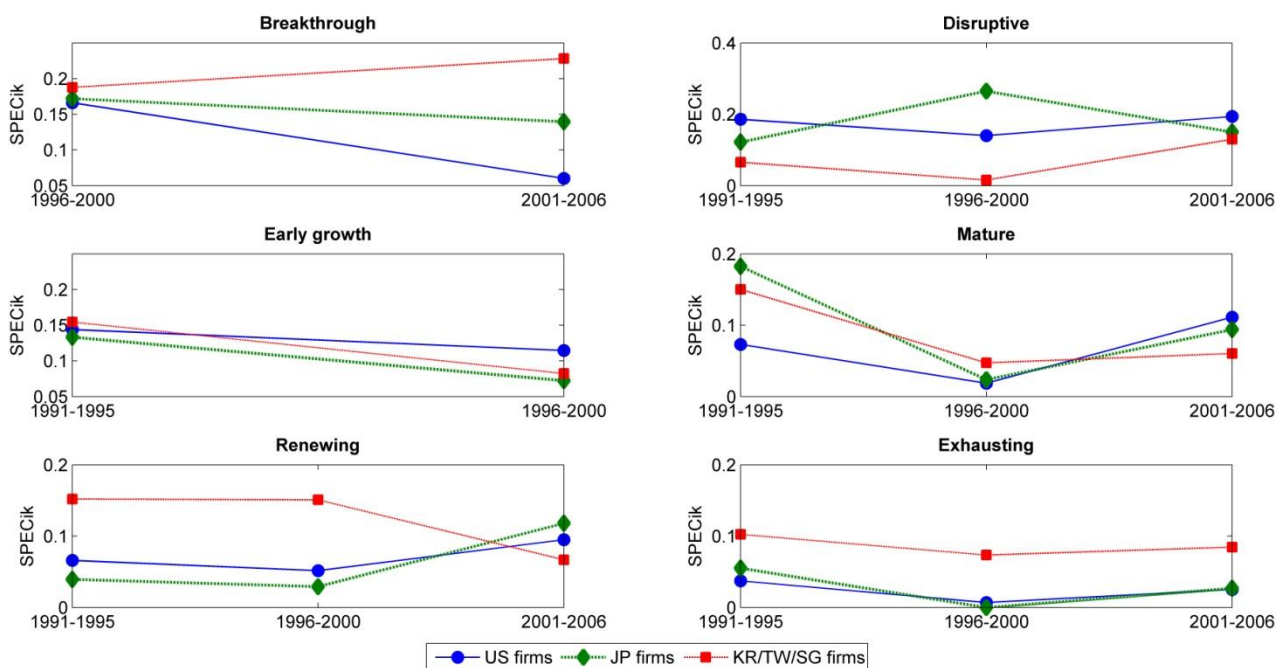 Breakthrough
SPECik
0.2
0.15
0.1
0.05
1996-2000
2001-2006
Disruptive
SPECik
0.4
0.2
0
1991-1995
1996-2000
2001-2006
Early growth
SPECik
0.2
0.15
0.1
0.05
1991-1995
1996-2000
Mature
SPECik
0.2
0.1
0
1991-1995
1996-2000
2001-2006
Renewing
SPECik
0.2
0.1
0
1991-1995
1996-2000
2001-2006
Exhausting
SPECik
0.2
0.1
0
1991-1995
1996-2000
2001-2006
US firms JP firms KR/TW/SG firms